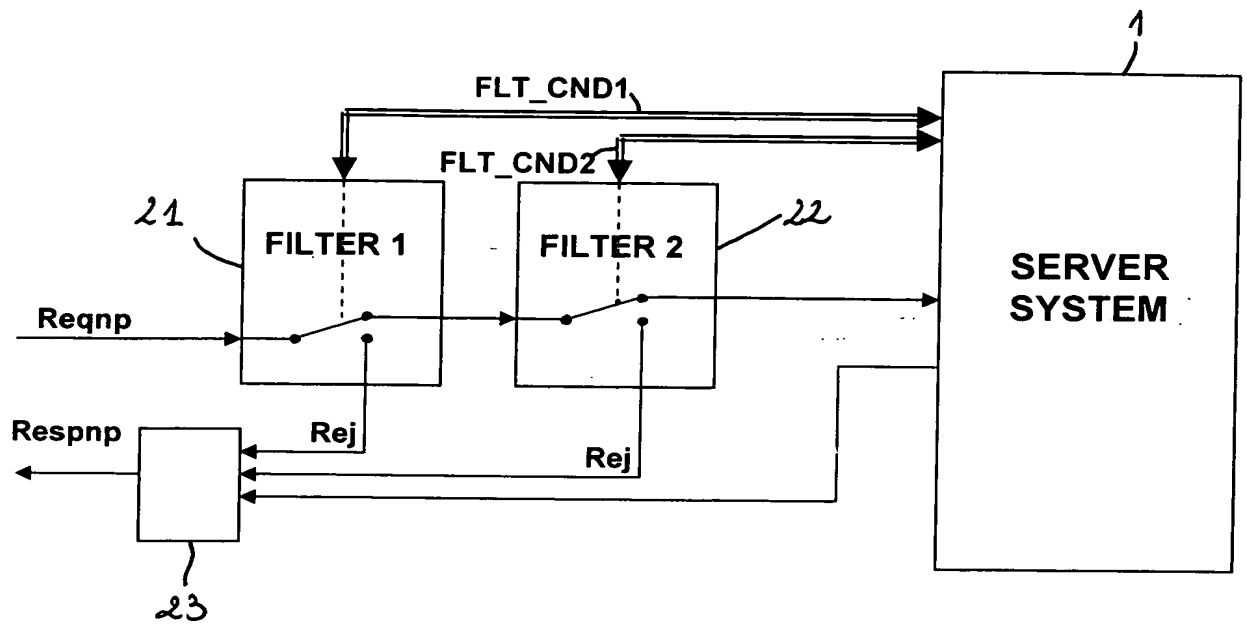 1
FLT_CND1
FLT_CND2
21
FILTER 1
FILTER 2
22
SERVER
SYSTEM
Reqnp
Respnp
Rej
Rej
23